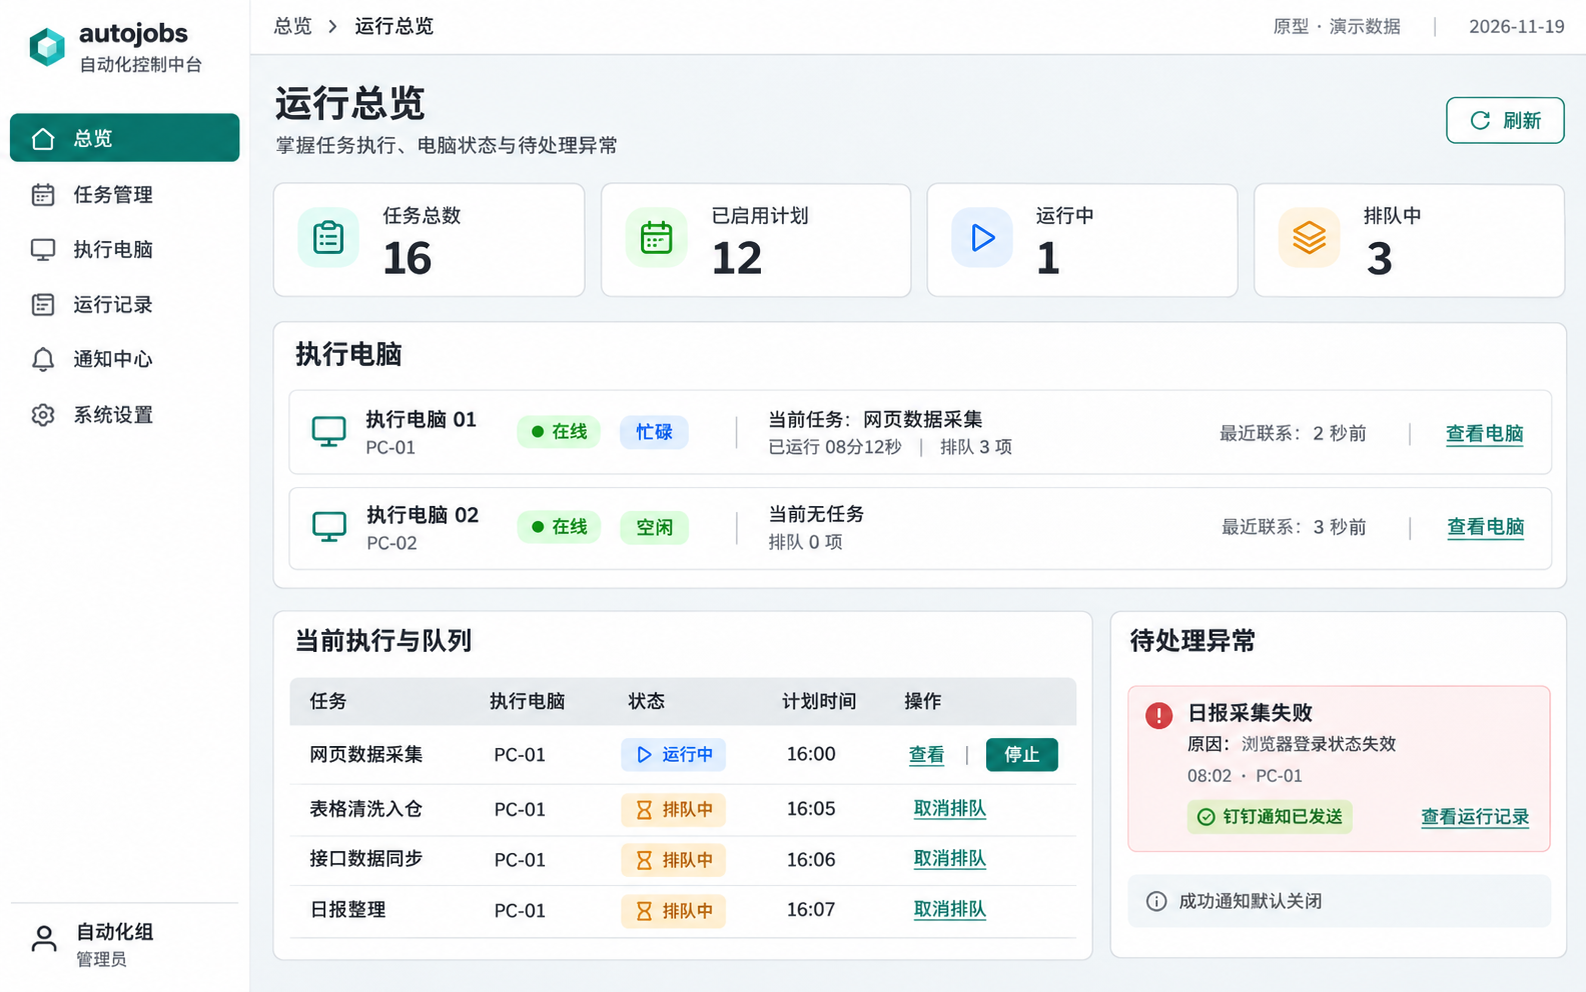 autojobs
自动化控制中台
总览
任务管理
执行电脑
运行记录
通知中心
系统设置
自动化组
管理员
总览 > 运行总览
原型 · 演示数据 | 2026-11-19
运行总览
掌握任务执行、电脑状态与待处理异常
刷新
任务总数
16
已启用计划
12
运行中
1
排队中
3
执行电脑
执行电脑 01
PC-01
在线
忙碌
当前任务：网页数据采集
已运行 08分12秒 | 排队 3 项
最近联系：2 秒前
查看电脑
执行电脑 02
PC-02
在线
空闲
当前无任务
排队 0 项
最近联系：3 秒前
查看电脑
当前执行与队列
任务 执行电脑 状态 计划时间 操作
网页数据采集 PC-01 运行中 16:00 查看 | 停止
表格清洗入仓 PC-01 排队中 16:05 取消排队
接口数据同步 PC-01 排队中 16:06 取消排队
日报整理 PC-01 排队中 16:07 取消排队
待处理异常
日报采集失败
原因：浏览器登录状态失效
08:02 · PC-01
钉钉通知已发送
查看运行记录
成功通知默认关闭